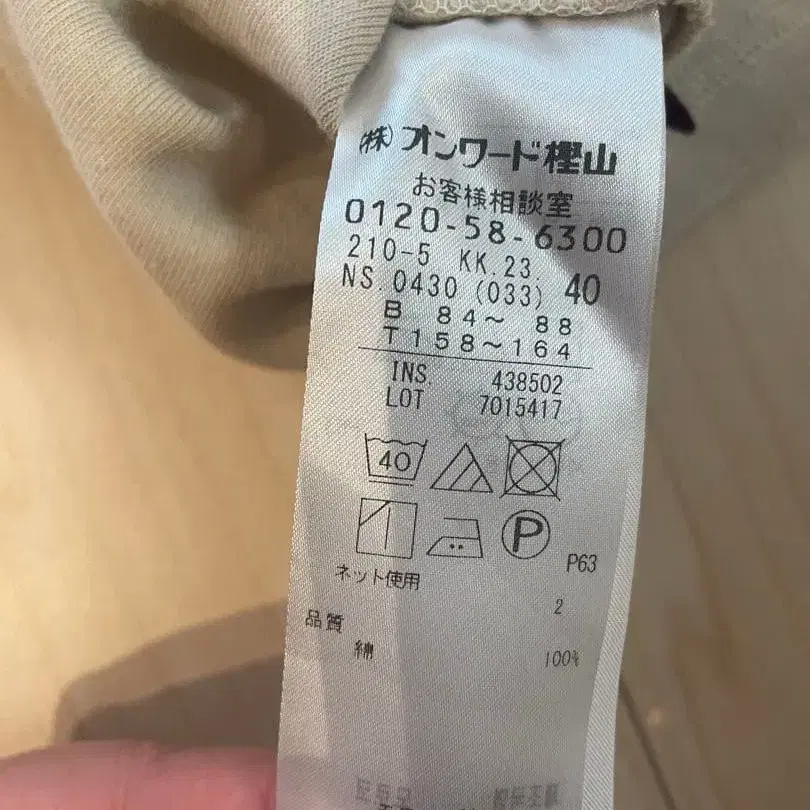 (株)オンワード樫山
お客様相談室
0120-58-6300
210-5 KK.23.
NS.0430 (033) 40
B 84〜 88
T158〜164
INS. 438502
LOT 7015417
40
P
P63
ネット使用
2
品質
綿 100%